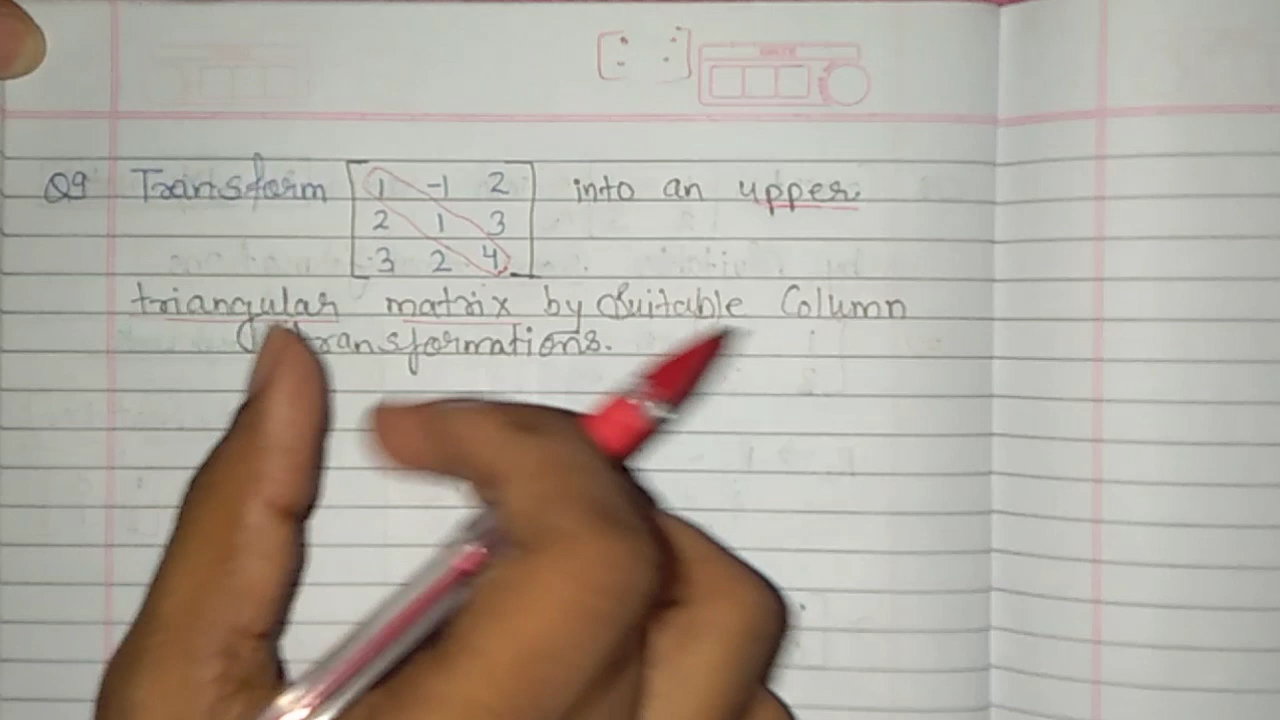 Q9 Transform [1 -1 2 into an upper
2 1 3
3 2 4]
triangular matrix by Suitable Column
transformations.